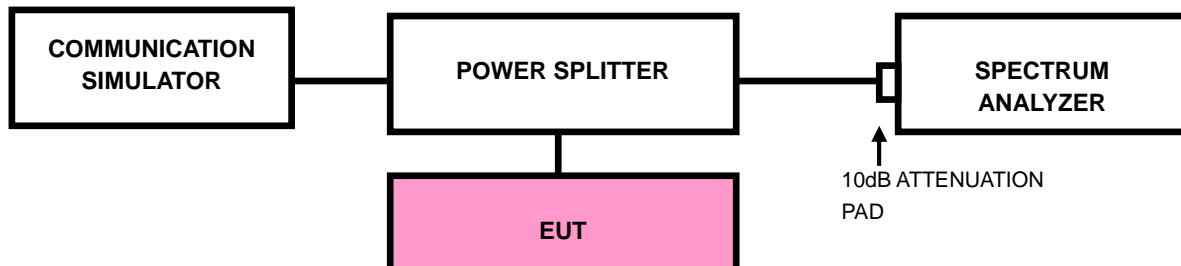 COMMUNICATION
SIMULATOR
POWER SPLITTER
SPECTRUM
ANALYZER
10dB ATTENUATION
PAD
EUT